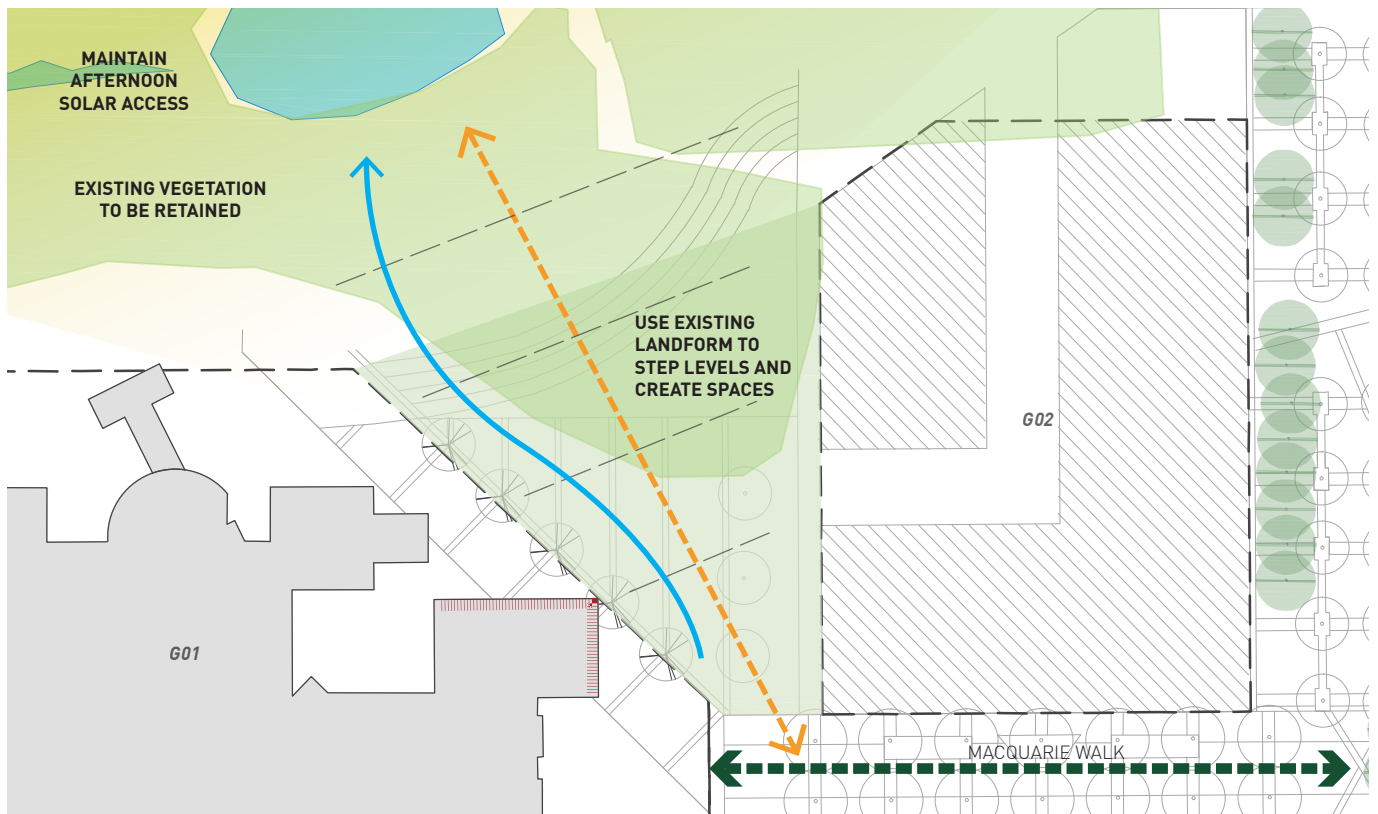 MAINTAIN
AFTERNOON
SOLAR ACCESS
EXISTING VEGETATION
TO BE RETAINED
USE EXISTING
LANDFORM TO
STEP LEVELS AND
CREATE SPACES
G02
G01
MACQUARIE WALK